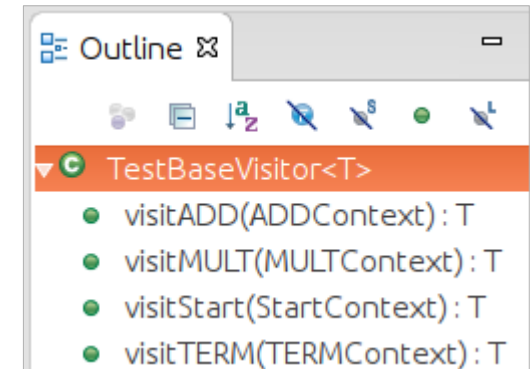 Outline
TestBaseVisitor<T>
visitADD(ADDContext) : T
visitMULT(MULTContext) : T
visitStart(StartContext) : T
visitTERM(TERMContext) : T